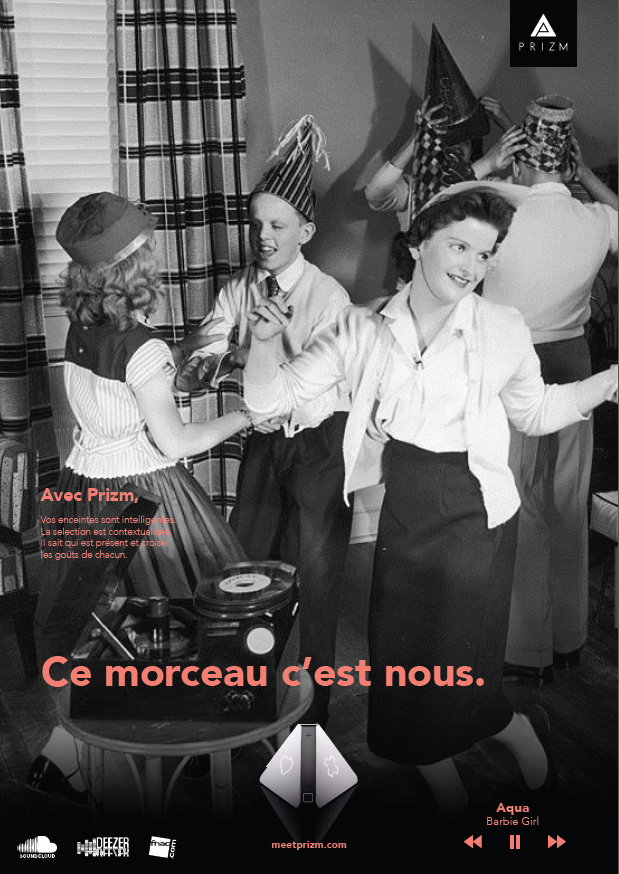 PRIZM
Avec Prizm,
Vos enceintes sont intelligentes.
La selection est contextualisée.
Il sait qui est présent et croise
les goûts de chacun.
Ce morceau c’est nous.
Aqua
Barbie Girl
SOUNDCLOUD
DEEZER
fnac.com
meetprizm.com